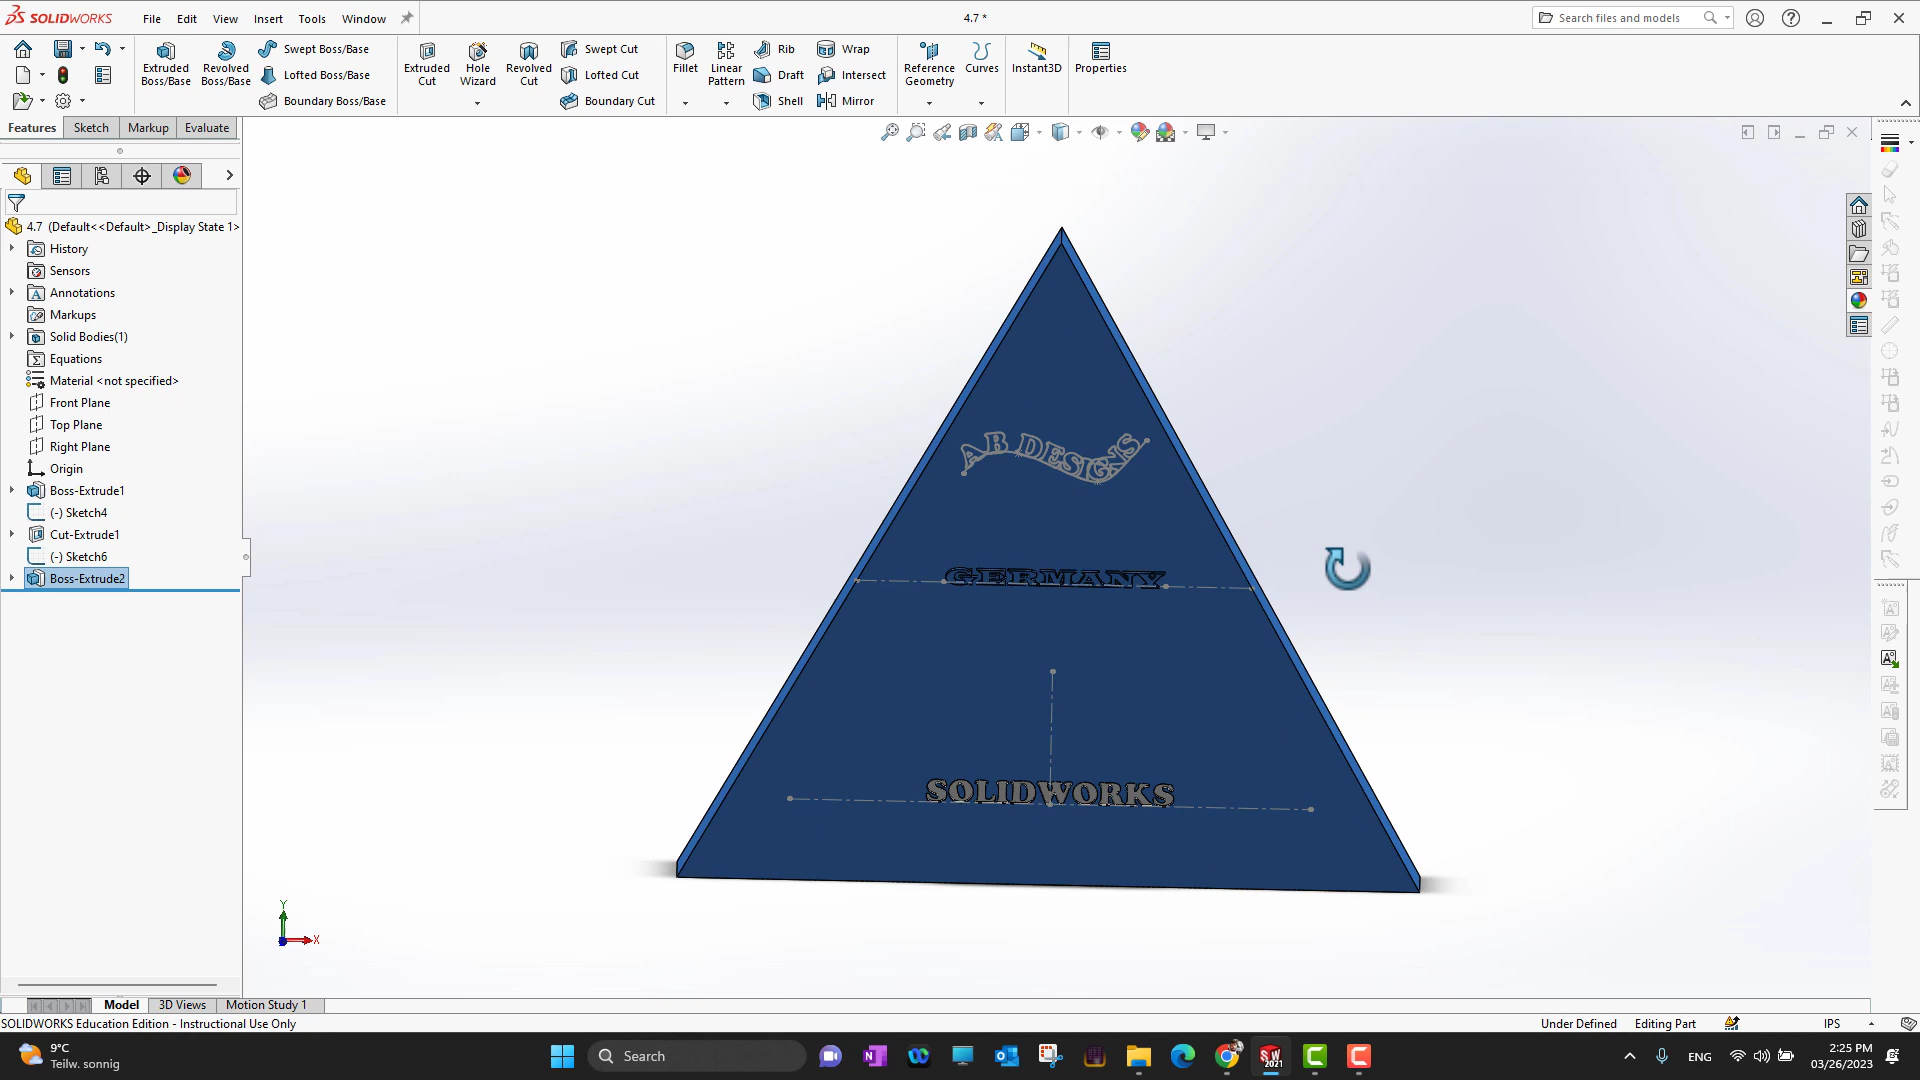 SOLIDWORKS File Edit View Insert Tools Window 4.7 * Search files and models
Extruded Boss/Base
Revolved Boss/Base
Swept Boss/Base
Lofted Boss/Base
Boundary Boss/Base
Extruded Cut
Hole Wizard
Revolved Cut
Swept Cut
Lofted Cut
Boundary Cut
Fillet
Linear Pattern
Rib
Draft
Shell
Wrap
Intersect
Mirror
Reference Geometry
Curves
Instant3D
Properties
Features Sketch Markup Evaluate
4.7 (Default<<Default>_Display State 1>
History
Sensors
Annotations
Markups
Solid Bodies(1)
Equations
Material <not specified>
Front Plane
Top Plane
Right Plane
Origin
Boss-Extrude1
(-) Sketch4
Cut-Extrude1
(-) Sketch6
Boss-Extrude2
AB DESIGNS
GERMANY
SOLIDWORKS
Y
X
Model 3D Views Motion Study 1
SOLIDWORKS Education Edition - Instructional Use Only Under Defined Editing Part IPS
9°C
Teilw. sonnig
Search
SW
2021
ENG
2:25 PM
03/26/2023